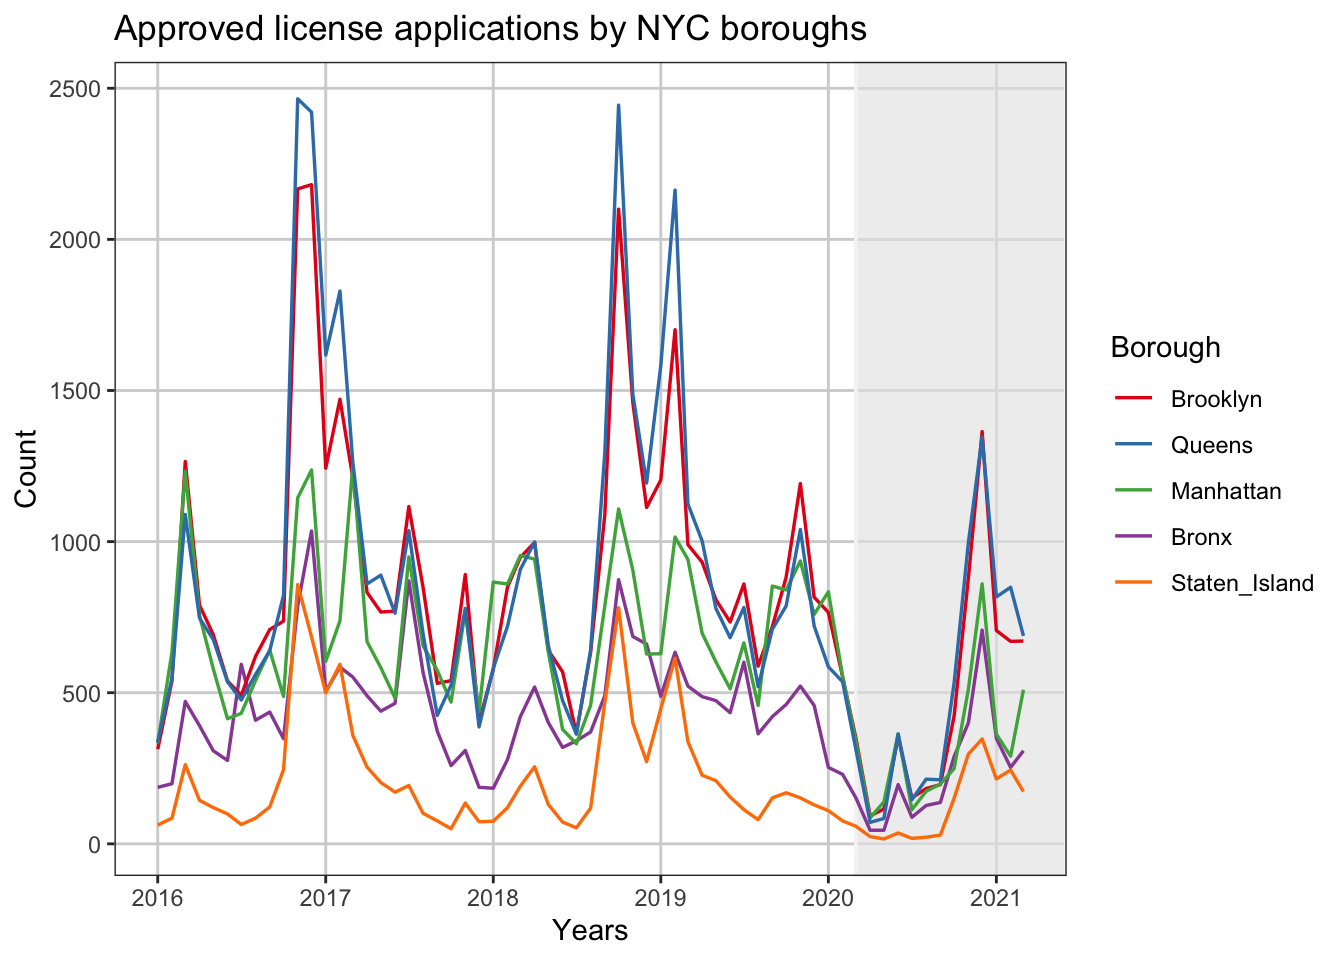 Approved license applications by NYC boroughs
2500
2000
1500
1000
500
0
Count
2016 2017 2018 2019 2020 2021
Years
Borough
Brooklyn
Queens
Manhattan
Bronx
Staten_Island